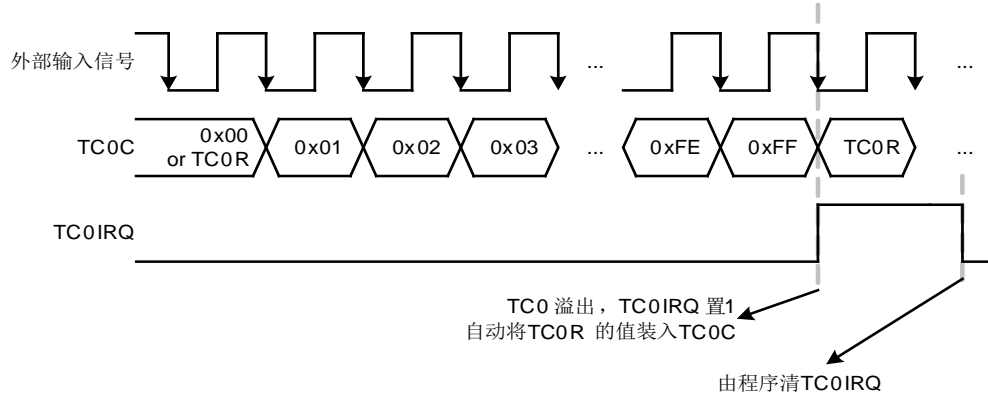 外部输入信号
... ...
TC0C
0x00
or TC0R
0x01 0x02 0x03 ... 0xFE 0xFF TC0R ...
TC0IRQ
TC0 溢出，TC0IRQ 置1
自动将TC0R 的值装入TC0C
由程序清TC0IRQ